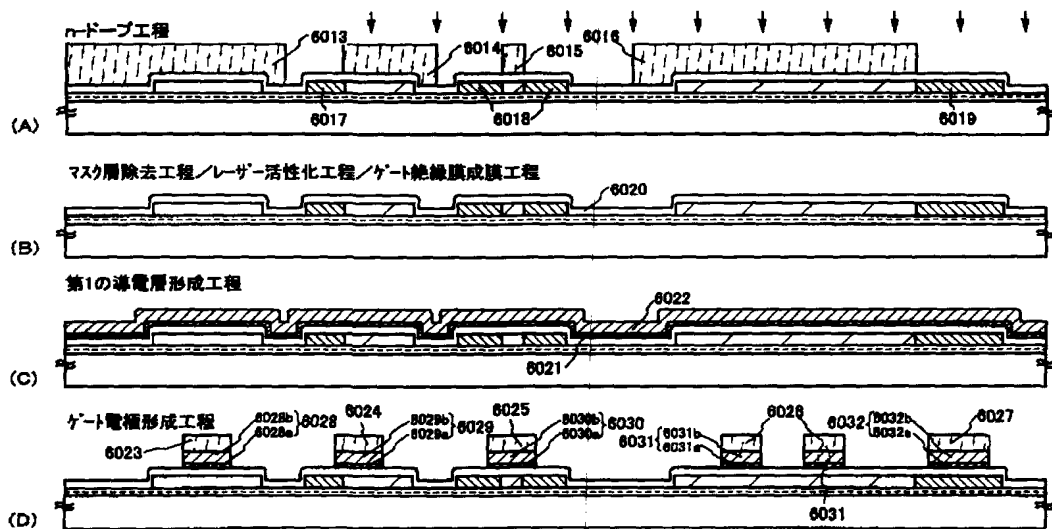 n-ドープ工程
6013
6014
6015
6016
6017
6018
6019
(A)
マスク層除去工程／レーザー活性化工程／ゲート絶縁膜成膜工程
6020
(B)
第1の導電層形成工程
6022
6021
(C)
ゲート電極形成工程
6023
6028b
6028a
6028
6024
6029b
6029a
6029
6025
6030b
6030a
6030
6031
6031b
6031a
6026
6032
6032b
6032a
6027
6031
(D)